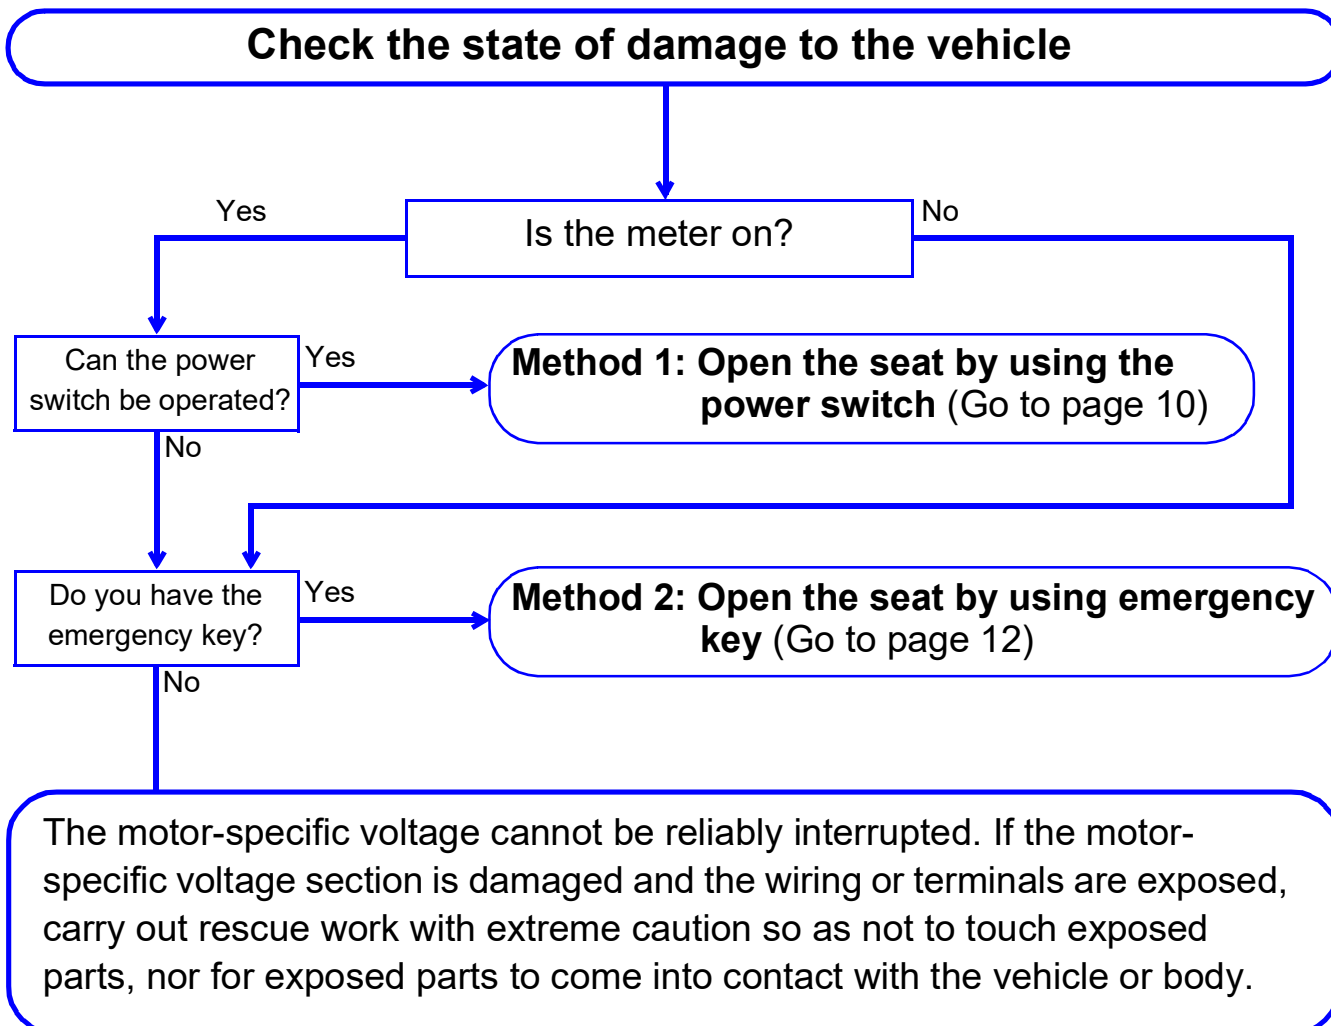 Check the state of damage to the vehicle
Yes
Is the meter on?
No
Can the power
switch be operated?
Yes
Method 1: Open the seat by using the
power switch (Go to page 10)
No
Do you have the
emergency key?
Yes
Method 2: Open the seat by using emergency
key (Go to page 12)
No
The motor-specific voltage cannot be reliably interrupted. If the motor-
specific voltage section is damaged and the wiring or terminals are exposed,
carry out rescue work with extreme caution so as not to touch exposed
parts, nor for exposed parts to come into contact with the vehicle or body.